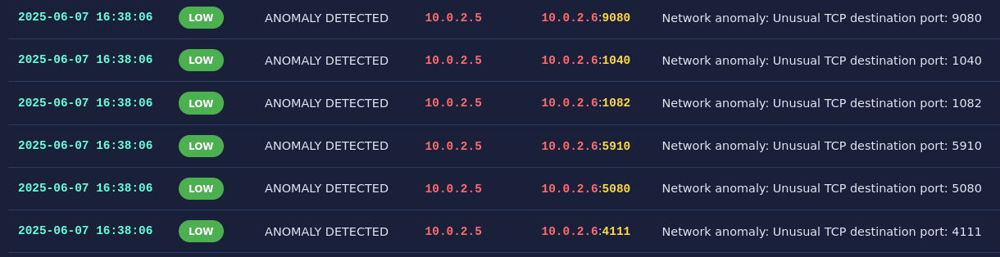 2025-06-07 16:38:06 LOW ANOMALY DETECTED 10.0.2.5 10.0.2.6:9080 Network anomaly: Unusual TCP destination port: 9080
2025-06-07 16:38:06 LOW ANOMALY DETECTED 10.0.2.5 10.0.2.6:1040 Network anomaly: Unusual TCP destination port: 1040
2025-06-07 16:38:06 LOW ANOMALY DETECTED 10.0.2.5 10.0.2.6:1082 Network anomaly: Unusual TCP destination port: 1082
2025-06-07 16:38:06 LOW ANOMALY DETECTED 10.0.2.5 10.0.2.6:5910 Network anomaly: Unusual TCP destination port: 5910
2025-06-07 16:38:06 LOW ANOMALY DETECTED 10.0.2.5 10.0.2.6:5080 Network anomaly: Unusual TCP destination port: 5080
2025-06-07 16:38:06 LOW ANOMALY DETECTED 10.0.2.5 10.0.2.6:4111 Network anomaly: Unusual TCP destination port: 4111